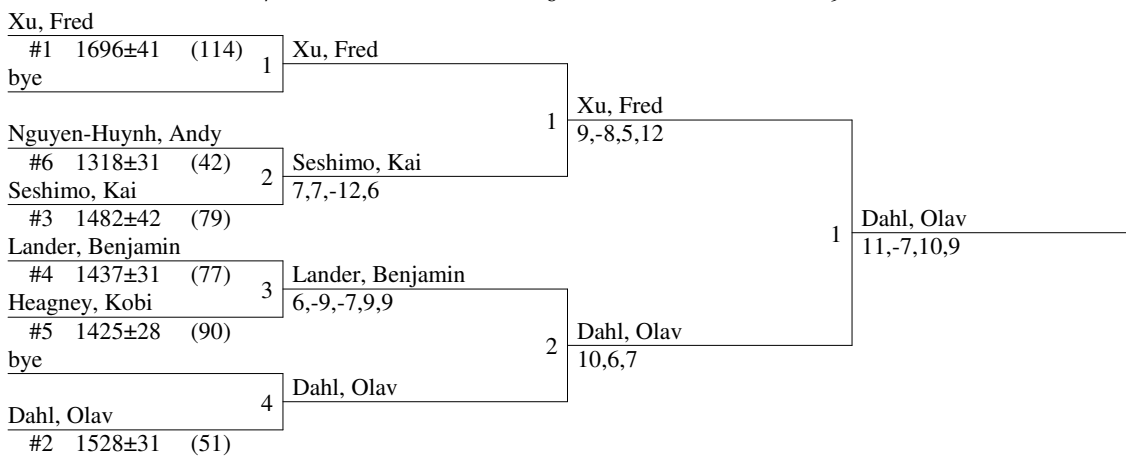 Xu, Fred
#1 1696±41 (114)
bye
1
Xu, Fred
Nguyen-Huynh, Andy
#6 1318±31 (42)
Seshimo, Kai
#3 1482±42 (79)
2
Seshimo, Kai
7,7,-12,6
1
Xu, Fred
9,-8,5,12
Lander, Benjamin
#4 1437±31 (77)
Heagney, Kobi
#5 1425±28 (90)
3
Lander, Benjamin
6,-9,-7,9,9
bye
Dahl, Olav
#2 1528±31 (51)
4
Dahl, Olav
2
Dahl, Olav
10,6,7
1
Dahl, Olav
11,-7,10,9